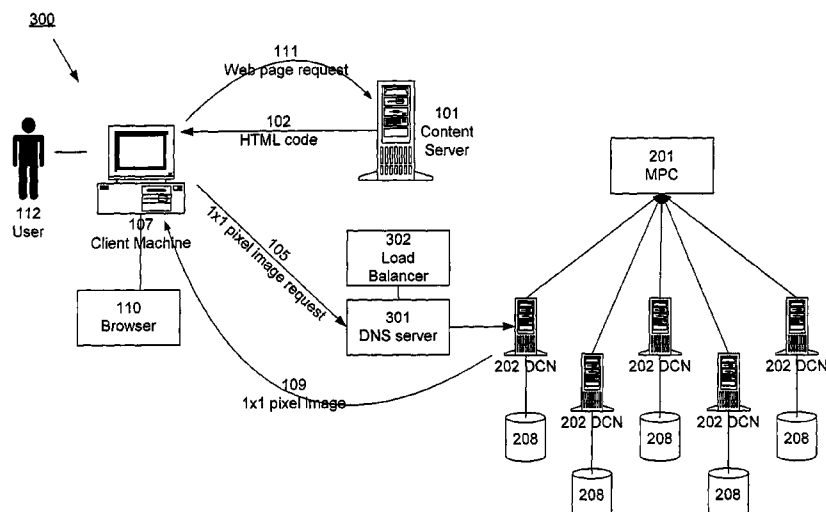 300
111
Web page request
102
HTML code
101
Content
Server
201
MPC
112
User
107
Client Machine
105
1x1 pixel image request
302
Load
Balancer
110
Browser
301
DNS server
109
1x1 pixel image
202 DCN
202 DCN
202 DCN
202 DCN
202 DCN
208
208
208
208
208